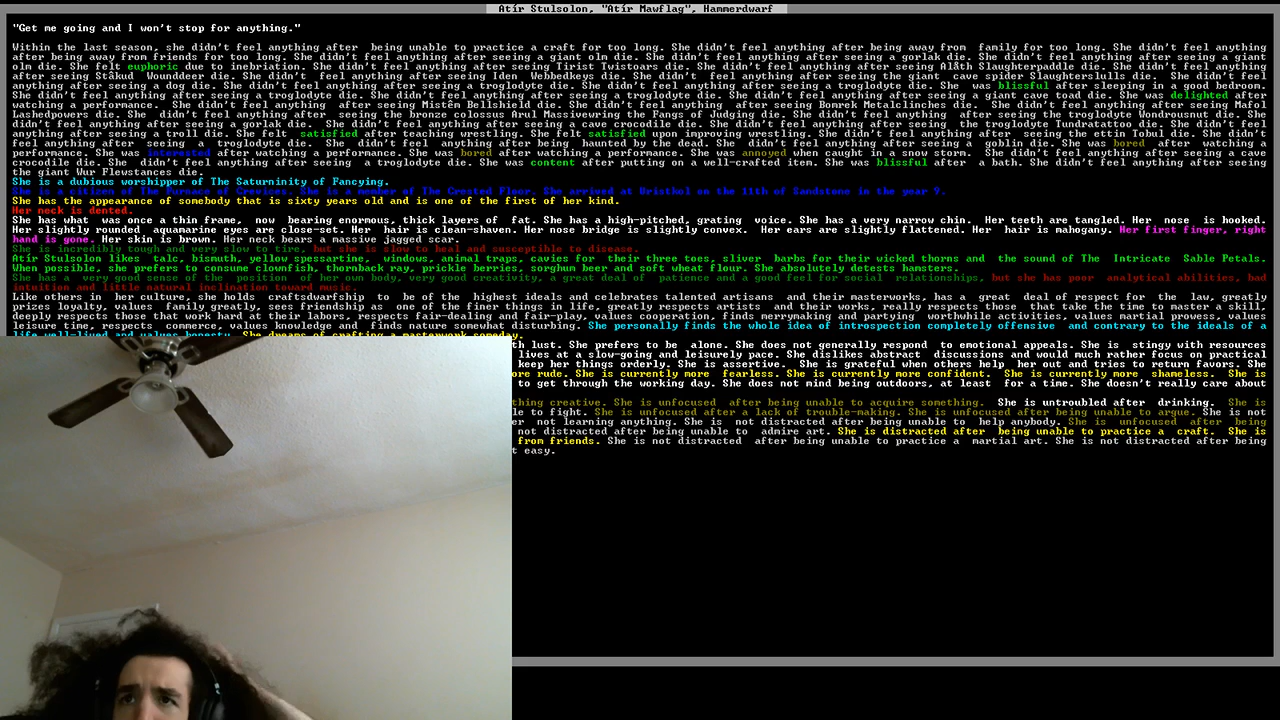 Atír Stulsolon, "Atír Mawflag", Hammerdwarf
"Get me going and I won't stop for anything."
Within the last season, she didn't feel anything after being unable to practice a craft for too long. She didn't feel anything after being away from family for too long. She didn't feel anything
after being away from friends for too long. She didn't feel anything after seeing a giant olm die. She didn't feel anything after seeing a gorlak die. She didn't feel anything after seeing a giant
olm die. She felt euphoric due to inebriation. She didn't feel anything after seeing Tirist Twistoars die. She didn't feel anything after seeing Alåth Slaughterpaddle die. She didn't feel anything
after seeing Stâkud Wounddeer die. She didn't feel anything after seeing Iden Webbedkeys die. She didn't feel anything after seeing the giant cave spider Slaughterslulls die. She didn't feel
anything after seeing a dog die. She didn't feel anything after seeing a troglodyte die. She didn't feel anything after seeing a troglodyte die. She was blissful after sleeping in a good bedroom.
She didn't feel anything after seeing a troglodyte die. She didn't feel anything after seeing a troglodyte die. She didn't feel anything after seeing a giant cave toad die. She was delighted after
watching a performance. She didn't feel anything after seeing Mistêm Bellshield die. She didn't feel anything after seeing Bomrek Metalclinches die. She didn't feel anything after seeing Mafol
Lashedpowers die. She didn't feel anything after seeing the bronze colossus Arul Massivewaring the Fangs of Judging die. She didn't feel anything after seeing the troglodyte Wondrousnut die. She
didn't feel anything after seeing a gorlak die. She didn't feel anything after seeing a cave crocodile die. She didn't feel anything after seeing the troglodyte Tundratattoo die. She didn't feel
anything after seeing a troll die. She felt satisfied after teaching wrestling. She felt satisfied upon improving wrestling. She didn't feel anything after seeing the ettin Tobul die. She didn't
feel anything after seeing a troglodyte die. She didn't feel anything after being haunted by the dead. She didn't feel anything after seeing a goblin die. She was bored after watching a
performance. She was interested after watching a performance. She was bored after watching a performance. She was annoyed when caught in a snow storm. She didn't feel anything after seeing a cave
crocodile die. She didn't feel anything after seeing a troglodyte die. She was content after putting on a well-crafted item. She was blissful after a bath. She didn't feel anything after seeing
the giant Wur Flewstances die.
She is a dubious worshipper of The Saturninity of Fancying.
She is a citizen of The Furnace of Crevices. She is a member of The Crested Floor. She arrived at Uristhol on the 11th of Sandstone in the year 9.
She has the appearance of somebody that is sixty years old and is one of the first of her kind.
Her neck is dented.
She has what was once a thin frame, now bearing enormous, thick layers of fat. She has a high-pitched, grating voice. She has a very narrow chin. Her teeth are tangled. Her nose is hooked.
Her slightly rounded aquamarine eyes are close-set. Her hair is clean-shaven. Her nose bridge is slightly convex. Her ears are slightly flattened. Her hair is mahogany. Her first finger, right
hand is gone. Her skin is brown. Her neck bears a massive jagged scar.
She is incredibly tough and very slow to tire, but she is slow to heal and susceptible to disease.
Atír Stulsolon likes talc, bismuth, yellow spessartine, windows, animal traps, cavies for their three toes, sliver barbs for their wicked thorns and the sound of The Intricate Sable Petals.
When possible, she prefers to consume clownfish, thornback ray, prickle berries, sorghum beer and soft wheat flour. She absolutely detests hamsters.
She has a very good sense of the position of her own body, very good creativity, a great deal of patience and a good feel for social relationships, but she has poor analytical abilities, bad
intuition and little natural inclination toward music.
Like others in her culture, she holds craftsdwarfship to be of the highest ideals and celebrates talented artisans and their masterworks, has a great deal of respect for the law, greatly
prizes loyalty, values family greatly, sees friendship as one of the finer things in life, greatly respects artists and their works, really respects those that take the time to master a skill,
deeply respects those that work hard at their labors, respects fair-dealing and fair-play, values cooperation, finds merrymaking and partying worthwhile activities, values martial prowess, values
leisure time, respects commerce, values knowledge and finds nature somewhat disturbing. She personally finds the whole idea of introspection completely offensive and contrary to the ideals of a
life well-lived and values honesty. She dreams of crafting a masterwork someday.
lust. She prefers to be alone. She does not generally respond to emotional appeals. She is stingy with resources
lives at a slow-going and leisurely pace. She dislikes abstract discussions and would much rather focus on practical
keep her things orderly. She is assertive. She is grateful when others help her out and tries to return favors. She
rude. She is currently more fearless. She is currently more confident. She is currently more shameless. She is
to get through the working day. She does not mind being outdoors, at least for a time. She doesn't really care about
creative. She is unfocused after being unable to acquire something. She is untroubled after drinking. She is
to fight. She is unfocused after a lack of trouble-making. She is unfocused after being unable to argue. She is not
not learning anything. She is not distracted after being unable to help anybody. She is unfocused after being
not distracted after being unable to admire art. She is distracted after being unable to practice a craft. She is
from friends. She is not distracted after being unable to practice a martial art. She is not distracted after being
easy.